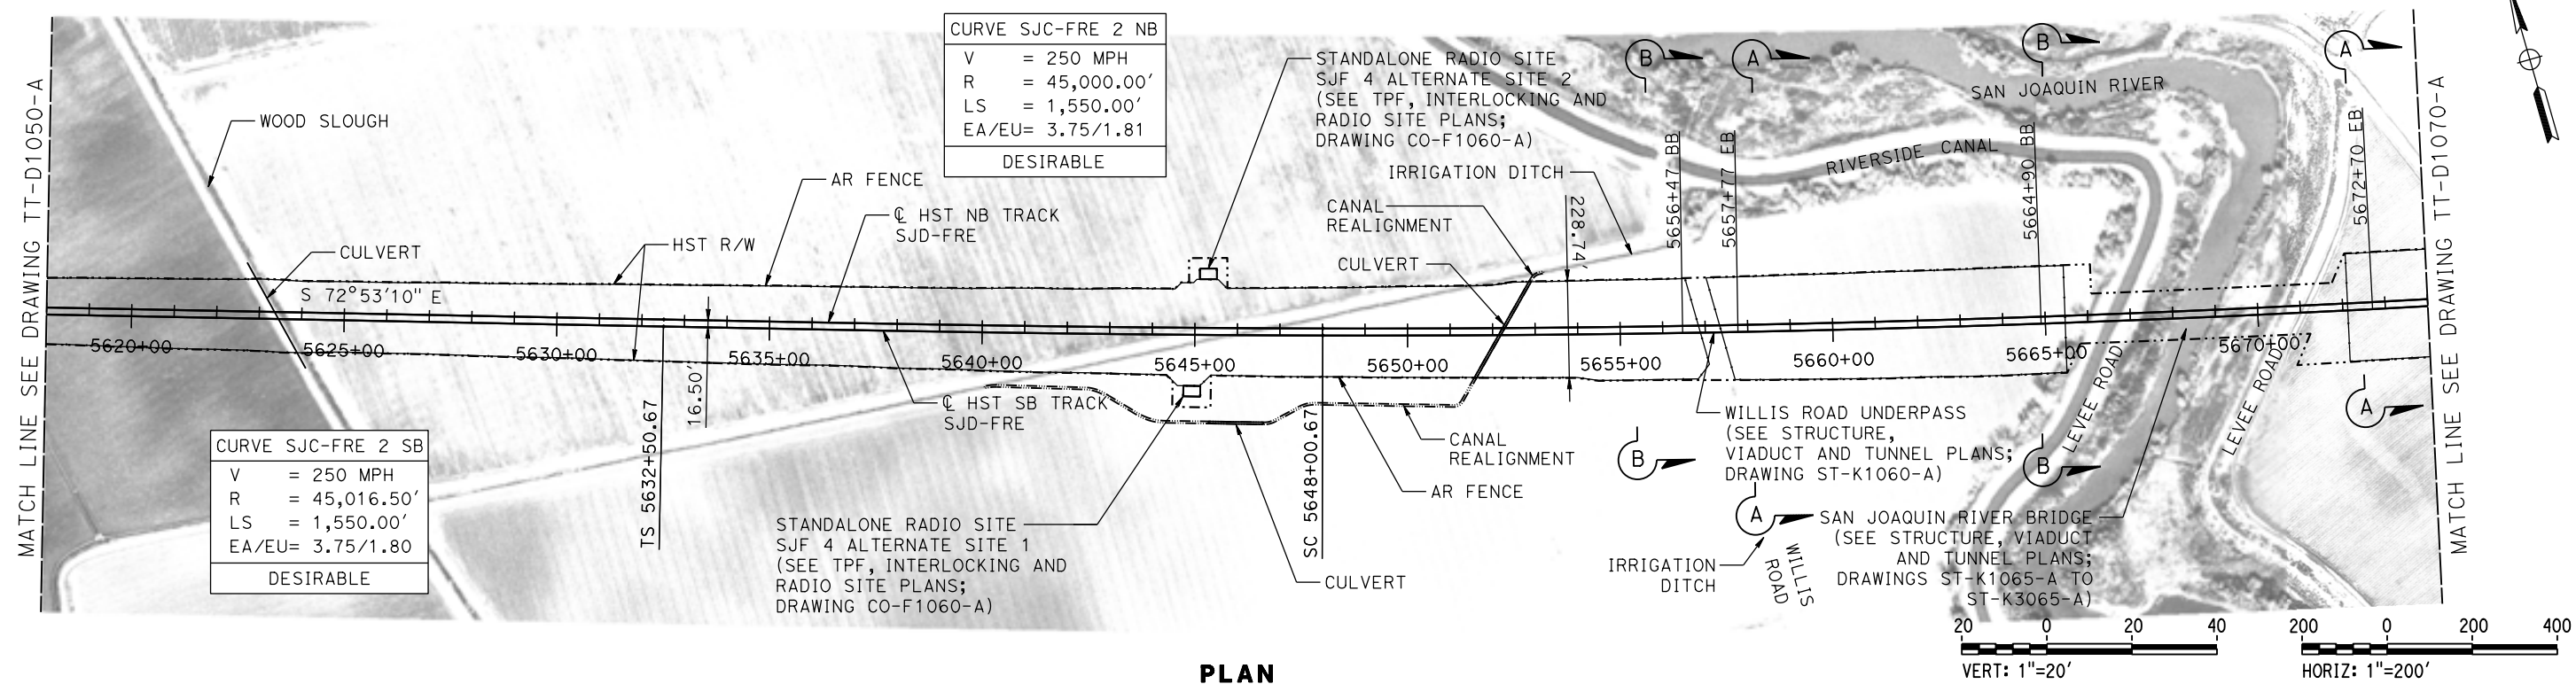 CURVE SJC-FRE 2 NB
V = 250 MPH
R = 45,000.00'
LS = 1,550.00'
EA/EU= 3.75/1.81
DESIRABLE
STANDALONE RADIO SITE
SJF 4 ALTERNATE SITE 2
(SEE TPF, INTERLOCKING AND
RADIO SITE PLANS;
DRAWING CO-F1060-A)
B
A
B
A
SAN JOAQUIN RIVER
RIVERSIDE CANAL
MATCH LINE SEE DRAWING TT-D1050-A
WOOD SLOUGH
AR FENCE
℄ HST NB TRACK
SJD-FRE
HST R/W
CULVERT
S 72°53'10" E
IRRIGATION DITCH
CANAL
REALIGNMENT
CULVERT
228.74'
5656+47 BB
5657+77 EB
5664+90 BB
5672+70 EB
MATCH LINE SEE DRAWING TT-D1070-A
5620+00
5625+00
5630+00
5635+00
5640+00
5645+00
5650+00
5655+00
5660+00
5665+00
5670+00
TS 5632+50.67
16.50'
℄ HST SB TRACK
SJD-FRE
SC 5648+00.67
CANAL
REALIGNMENT
AR FENCE
WILLIS ROAD UNDERPASS
(SEE STRUCTURE,
VIADUCT AND TUNNEL PLANS;
DRAWING ST-K1060-A)
LEVEE ROAD
LEVEE ROAD
A
B
B
A
CURVE SJC-FRE 2 SB
V = 250 MPH
R = 45,016.50'
LS = 1,550.00'
EA/EU= 3.75/1.80
DESIRABLE
STANDALONE RADIO SITE
SJF 4 ALTERNATE SITE 1
(SEE TPF, INTERLOCKING AND
RADIO SITE PLANS;
DRAWING CO-F1060-A)
CULVERT
IRRIGATION
DITCH
WILLIS
ROAD
SAN JOAQUIN RIVER BRIDGE
(SEE STRUCTURE, VIADUCT
AND TUNNEL PLANS;
DRAWINGS ST-K1065-A TO
ST-K3065-A)
20 0 20 40
VERT: 1"=20'
200 0 200 400
HORIZ: 1"=200'
PLAN